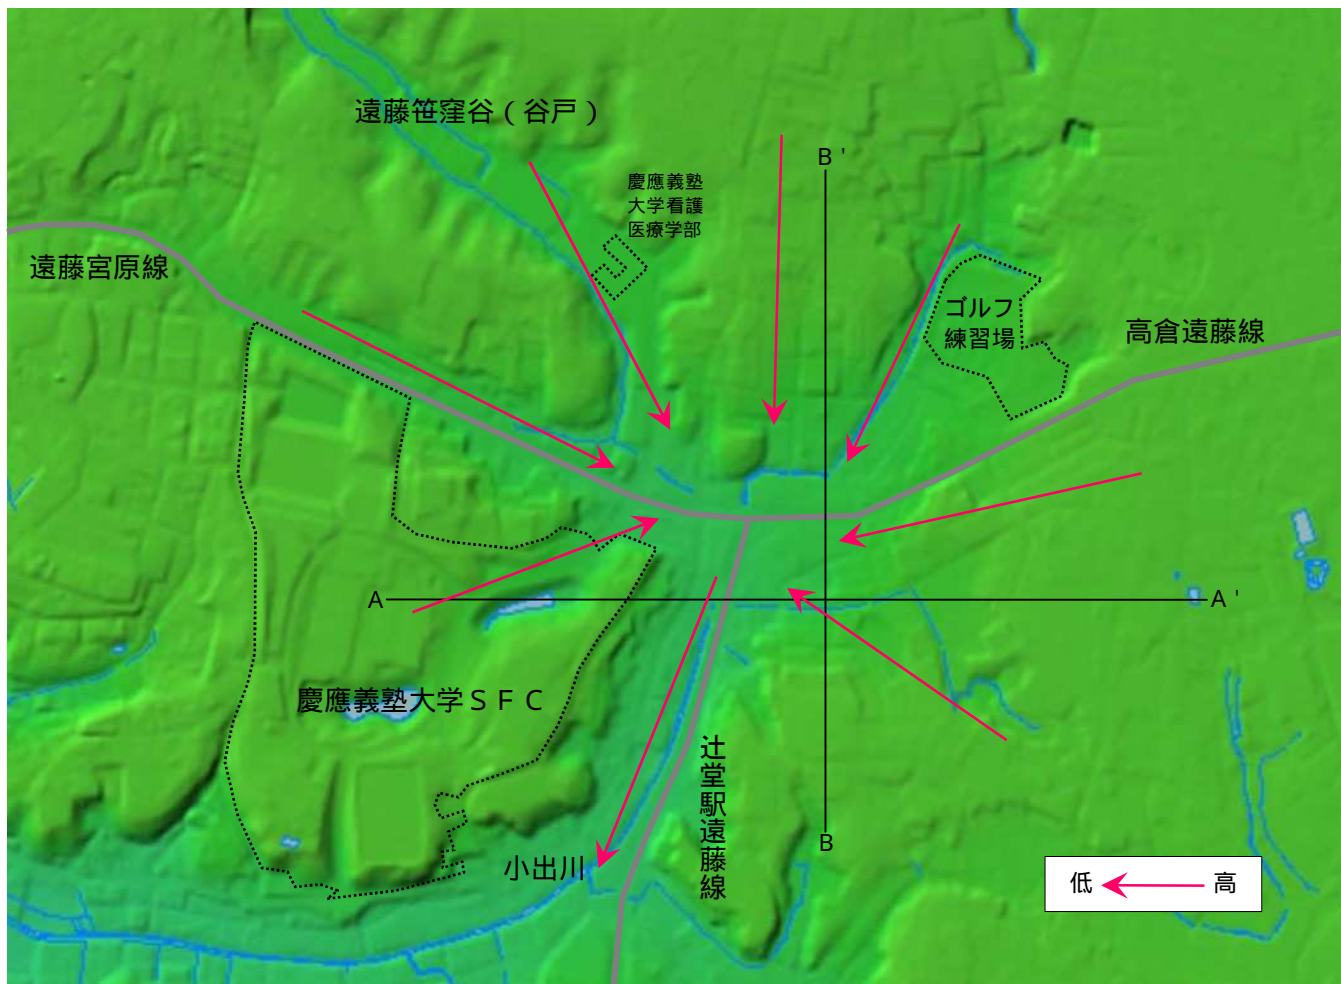 遠藤笹窪谷（谷戸）
B'
慶應義塾
大学看護
医療学部
遠藤宮原線
ゴルフ
練習場
高倉遠藤線
A
A'
慶應義塾大学ＳＦＣ
辻堂駅遠藤線
B
小出川
低 高